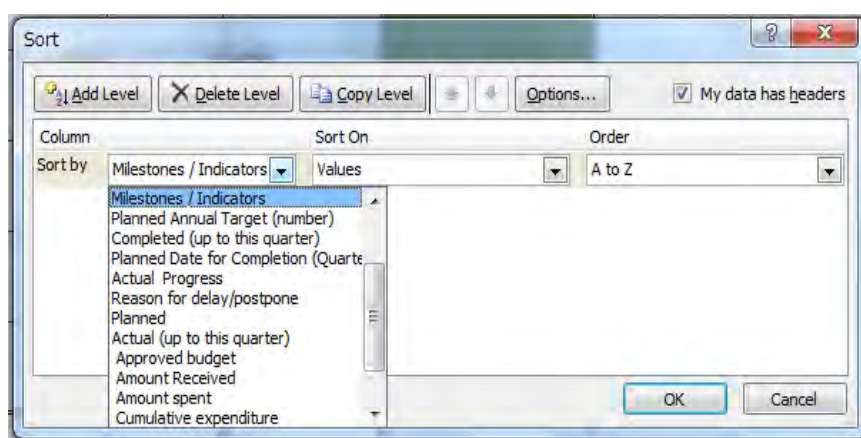 Sort
Add Level Delete Level Copy Level Options... My data has headers
Column Sort On Order
Sort by Milestones / Indicators Values A to Z
Milestones / Indicators
Planned Annual Target (number)
Completed (up to this quarter)
Planned Date for Completion (Quarte
Actual Progress
Reason for delay/postpone
Planned
Actual (up to this quarter)
Approved budget
Amount Received
Amount spent
Cumulative expenditure
OK Cancel